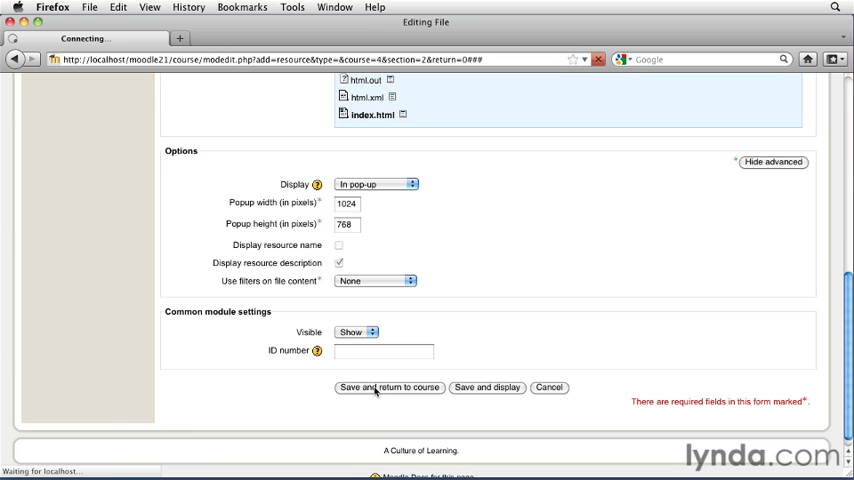 Firefox File Edit View History Bookmarks Tools Window Help
Editing File
Connecting...
http://localhost/moodle21/course/modedit.php?add=resource&type=&course=4&section=2&return=0###
Google
html.out
html.xml
index.html
Options
* Hide advanced
Display ? In pop-up
Popup width (in pixels)* 1024
Popup height (in pixels)* 768
Display resource name
Display resource description
Use filters on file content* None
Common module settings
Visible Show
ID number ?
Save and return to course Save and display Cancel
There are required fields in this form marked*.
A Culture of Learning.
lynda.com
Waiting for localhost...
Moodle Docs for this page